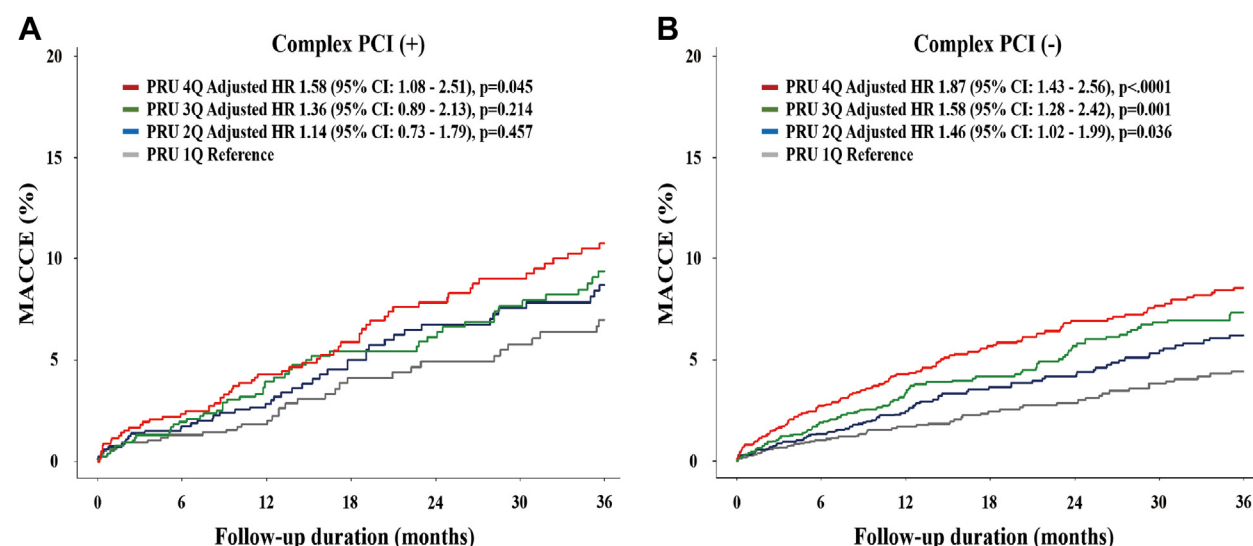 A
Complex PCI (+)
20
PRU 4Q Adjusted HR 1.58 (95% CI: 1.08 - 2.51), p=0.045
PRU 3Q Adjusted HR 1.36 (95% CI: 0.89 - 2.13), p=0.214
PRU 2Q Adjusted HR 1.14 (95% CI: 0.73 - 1.79), p=0.457
PRU 1Q Reference
15
10
5
0
MACCE (%)
0 6 12 18 24 30 36
Follow-up duration (months)
B
Complex PCI (-)
20
PRU 4Q Adjusted HR 1.87 (95% CI: 1.43 - 2.56), p<.0001
PRU 3Q Adjusted HR 1.58 (95% CI: 1.28 - 2.42), p=0.001
PRU 2Q Adjusted HR 1.46 (95% CI: 1.02 - 1.99), p=0.036
PRU 1Q Reference
15
10
5
0
MACCE (%)
0 6 12 18 24 30 36
Follow-up duration (months)